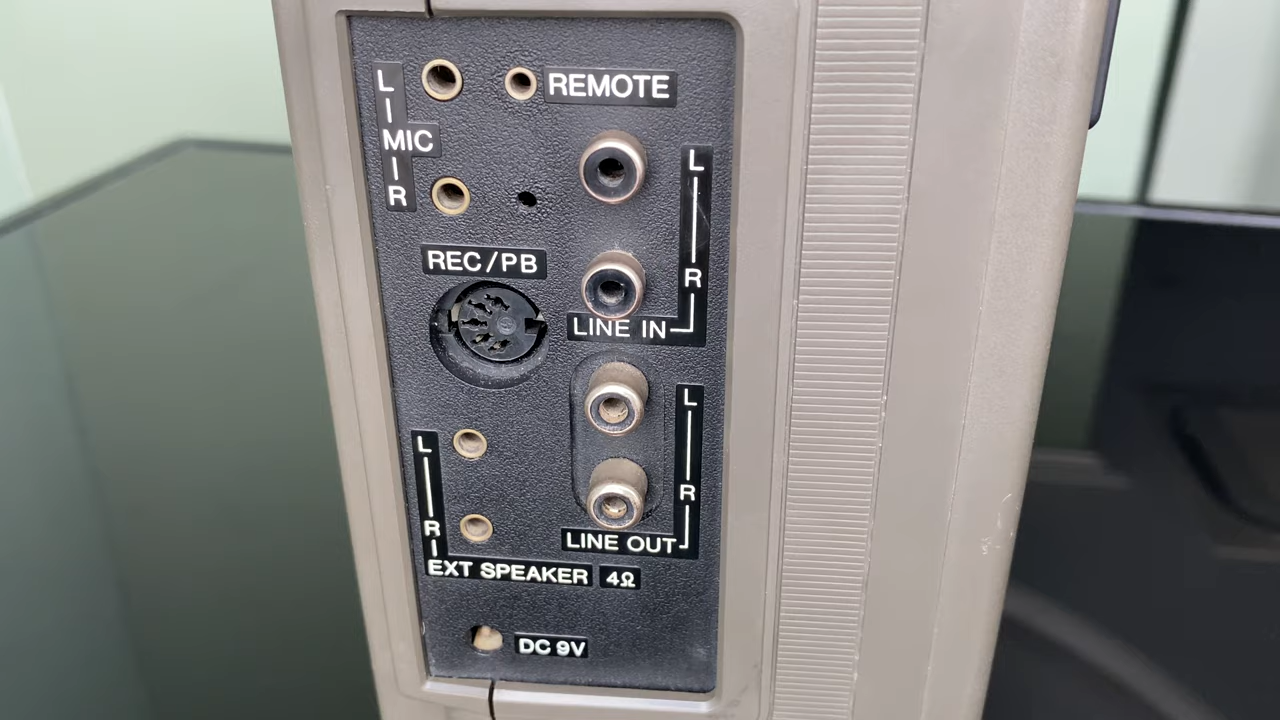 L
MIC
R
REMOTE
L
R
LINE IN
REC/PB
L
R
LINE OUT
L
R
EXT SPEAKER 4Ω
DC 9V